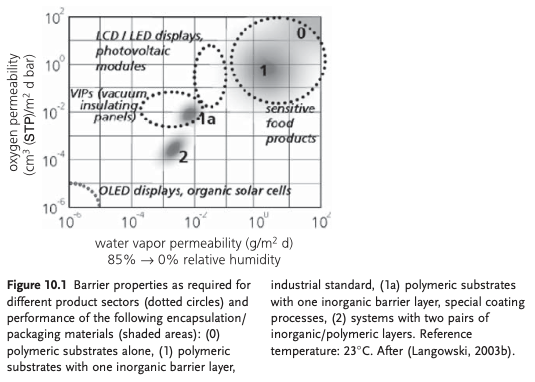 oxygen permeability
(cm³ (STP)/m² d bar)
10²
10⁰
10⁻²
10⁻⁴
10⁻⁶
LCD / LED displays,
photovoltaic
modules
0
1
VIPs (vacuum
insulating
panels)
1a
sensitive
food
products
2
OLED displays, organic solar cells
10⁻⁶ 10⁻⁴ 10⁻² 10⁰ 10²
water vapor permeability (g/m² d)
85% → 0% relative humidity
Figure 10.1 Barrier properties as required for
different product sectors (dotted circles) and
performance of the following encapsulation/
packaging materials (shaded areas): (0)
polymeric substrates alone, (1) polymeric
substrates with one inorganic barrier layer,
industrial standard, (1a) polymeric substrates
with one inorganic barrier layer, special coating
processes, (2) systems with two pairs of
inorganic/polymeric layers. Reference
temperature: 23°C. After (Langowski, 2003b).